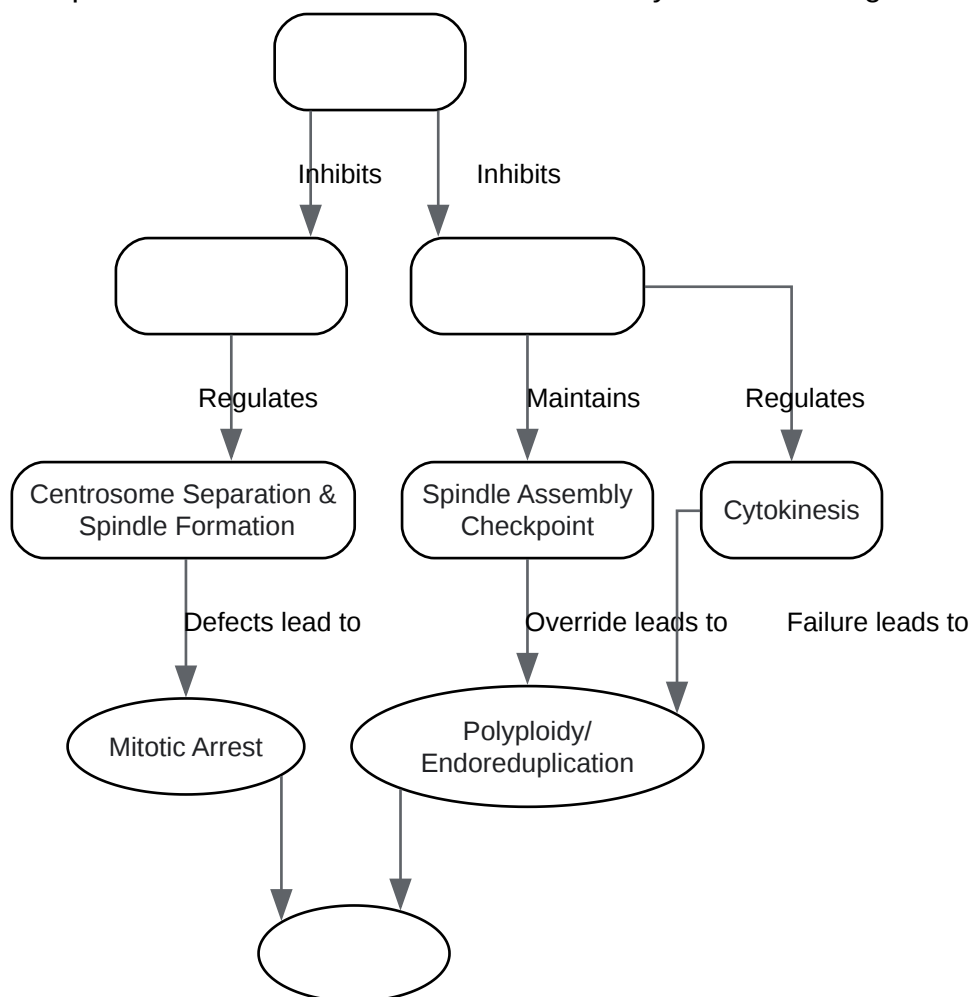 Inhibits
Inhibits
Regulates
Maintains
Regulates
Centrosome Separation &
Spindle Formation
Spindle Assembly
Checkpoint
Cytokinesis
Defects lead to
Override leads to
Failure leads to
Mitotic Arrest
Polyploidy/
Endoreduplication